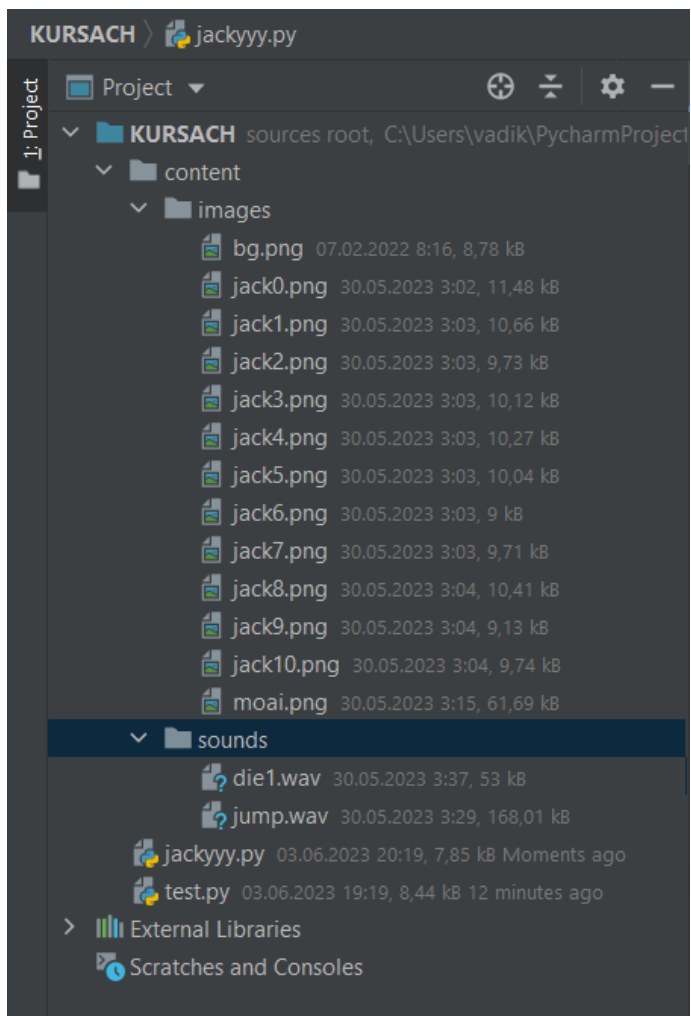 KURSACH jackyyy.py
1: Project
Project
KURSACH sources root, C:\Users\vadik\PycharmProject
content
images
bg.png 07.02.2022 8:16, 8,78 kB
jack0.png 30.05.2023 3:02, 11,48 kB
jack1.png 30.05.2023 3:03, 10,66 kB
jack2.png 30.05.2023 3:03, 9,73 kB
jack3.png 30.05.2023 3:03, 10,12 kB
jack4.png 30.05.2023 3:03, 10,27 kB
jack5.png 30.05.2023 3:03, 10,04 kB
jack6.png 30.05.2023 3:03, 9 kB
jack7.png 30.05.2023 3:03, 9,71 kB
jack8.png 30.05.2023 3:04, 10,41 kB
jack9.png 30.05.2023 3:04, 9,13 kB
jack10.png 30.05.2023 3:04, 9,74 kB
moai.png 30.05.2023 3:15, 61,69 kB
sounds
die1.wav 30.05.2023 3:37, 53 kB
jump.wav 30.05.2023 3:29, 168,01 kB
jackyyy.py 03.06.2023 20:19, 7,85 kB Moments ago
test.py 03.06.2023 19:19, 8,44 kB 12 minutes ago
External Libraries
Scratches and Consoles